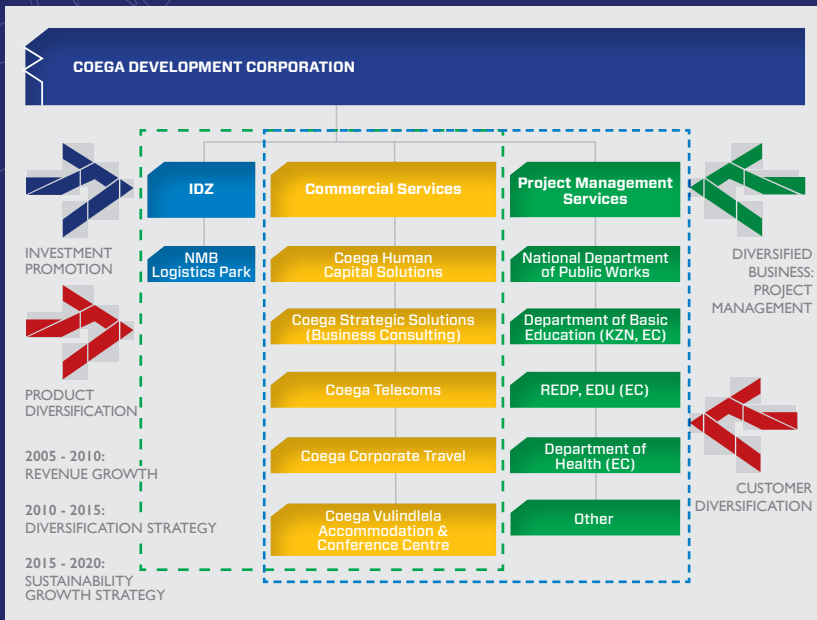 COEGA DEVELOPMENT CORPORATION
IDZ
NMB
Logistics Park
Commercial Services
Coega Human
Capital Solutions
Coega Strategic Solutions
(Business Consulting)
Coega Telecoms
Coega Corporate Travel
Coega Vulindlela
Accommodation &
Conference Centre
Project Management
Services
National Department
of Public Works
Department of Basic
Education (KZN, EC)
REDP, EDU (EC)
Department of
Health (EC)
Other
INVESTMENT
PROMOTION
PRODUCT
DIVERSIFICATION
2005 - 2010:
REVENUE GROWTH
2010 - 2015:
DIVERSIFICATION STRATEGY
2015 - 2020:
SUSTAINABILITY
GROWTH STRATEGY
DIVERSIFIED
BUSINESS:
PROJECT
MANAGEMENT
CUSTOMER
DIVERSIFICATION